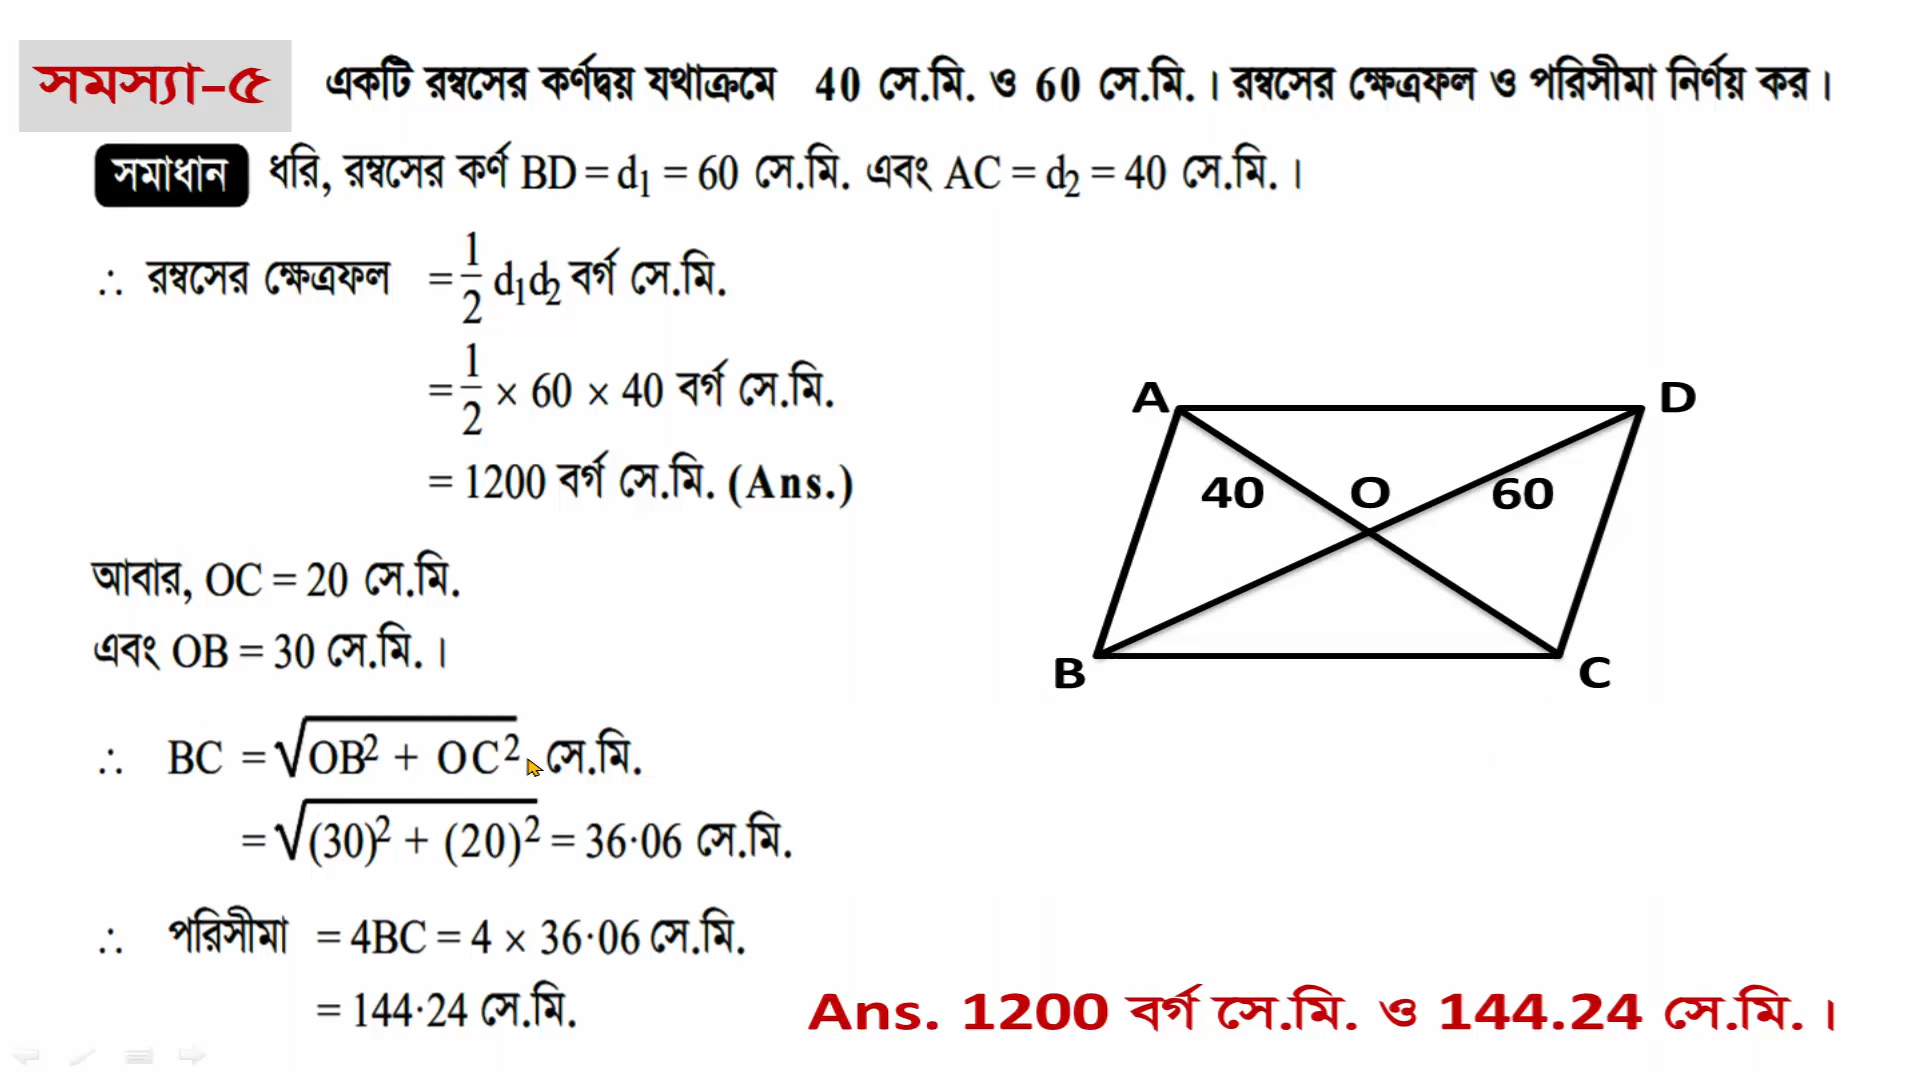 সমস্যা-৫ একটি রম্বসের কর্ণদ্বয় যথাক্রমে 40 সে.মি. ও 60 সে.মি.। রম্বসের ক্ষেত্রফল ও পরিসীমা নির্ণয় কর।
সমাধান ধরি, রম্বসের কর্ণ BD = d₁ = 60 সে.মি. এবং AC = d₂ = 40 সে.মি.।
∴ রম্বসের ক্ষেত্রফল = 1/2 d₁d₂ বর্গ সে.মি.
= 1/2 × 60 × 40 বর্গ সে.মি.
= 1200 বর্গ সে.মি. (Ans.)
আবার, OC = 20 সে.মি.
এবং OB = 30 সে.মি.।
∴ BC = √(OB² + OC²) সে.মি.
= √((30)² + (20)²) = 36·06 সে.মি.
∴ পরিসীমা = 4BC = 4 × 36·06 সে.মি.
= 144·24 সে.মি.
A D
40 O 60
B C
Ans. 1200 বর্গ সে.মি. ও 144.24 সে.মি.।